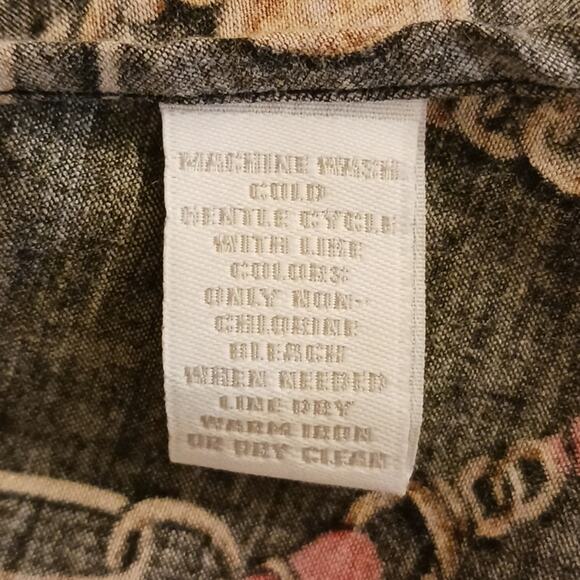 MACHINE WASH
COLD
GENTLE CYCLE
WITH LIKE
COLORS
ONLY NON-
CHLORINE
BLEACH
WHEN NEEDED
LINE DRY
WARM IRON
OR DRY CLEAN